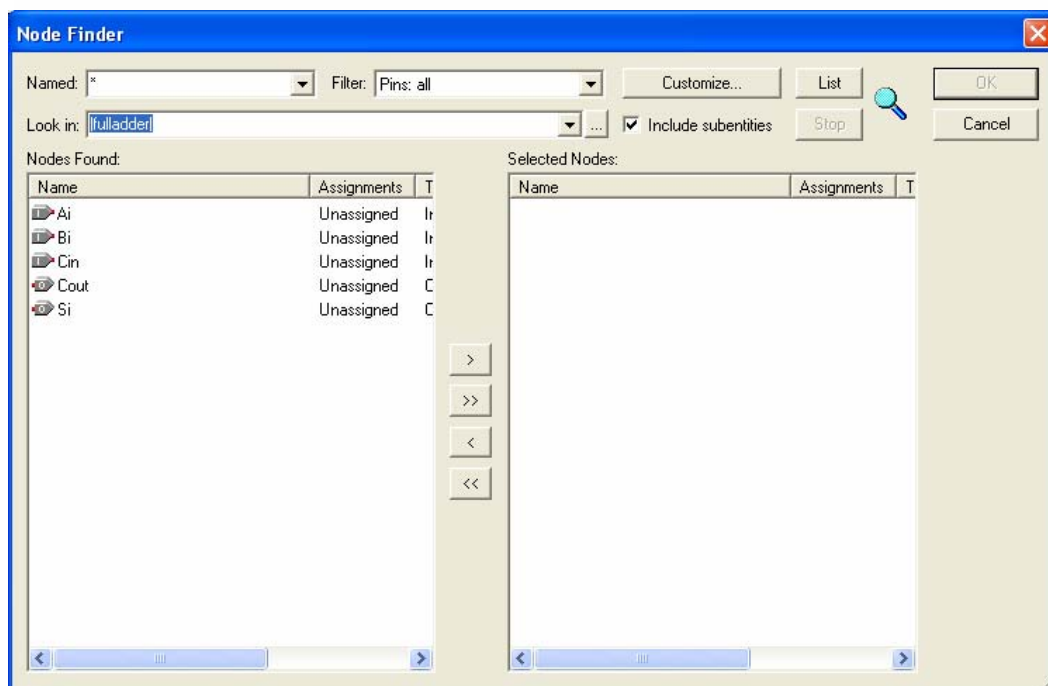 Node Finder
Named: * Filter: Pins: all Customize... List OK
Look in: |fulladder| ... Include subentities Stop Cancel
Nodes Found: Selected Nodes:
Name Assignments T Name Assignments T
Ai Unassigned
Bi Unassigned
Cin Unassigned
Cout Unassigned
Si Unassigned
>
>>
<
<<